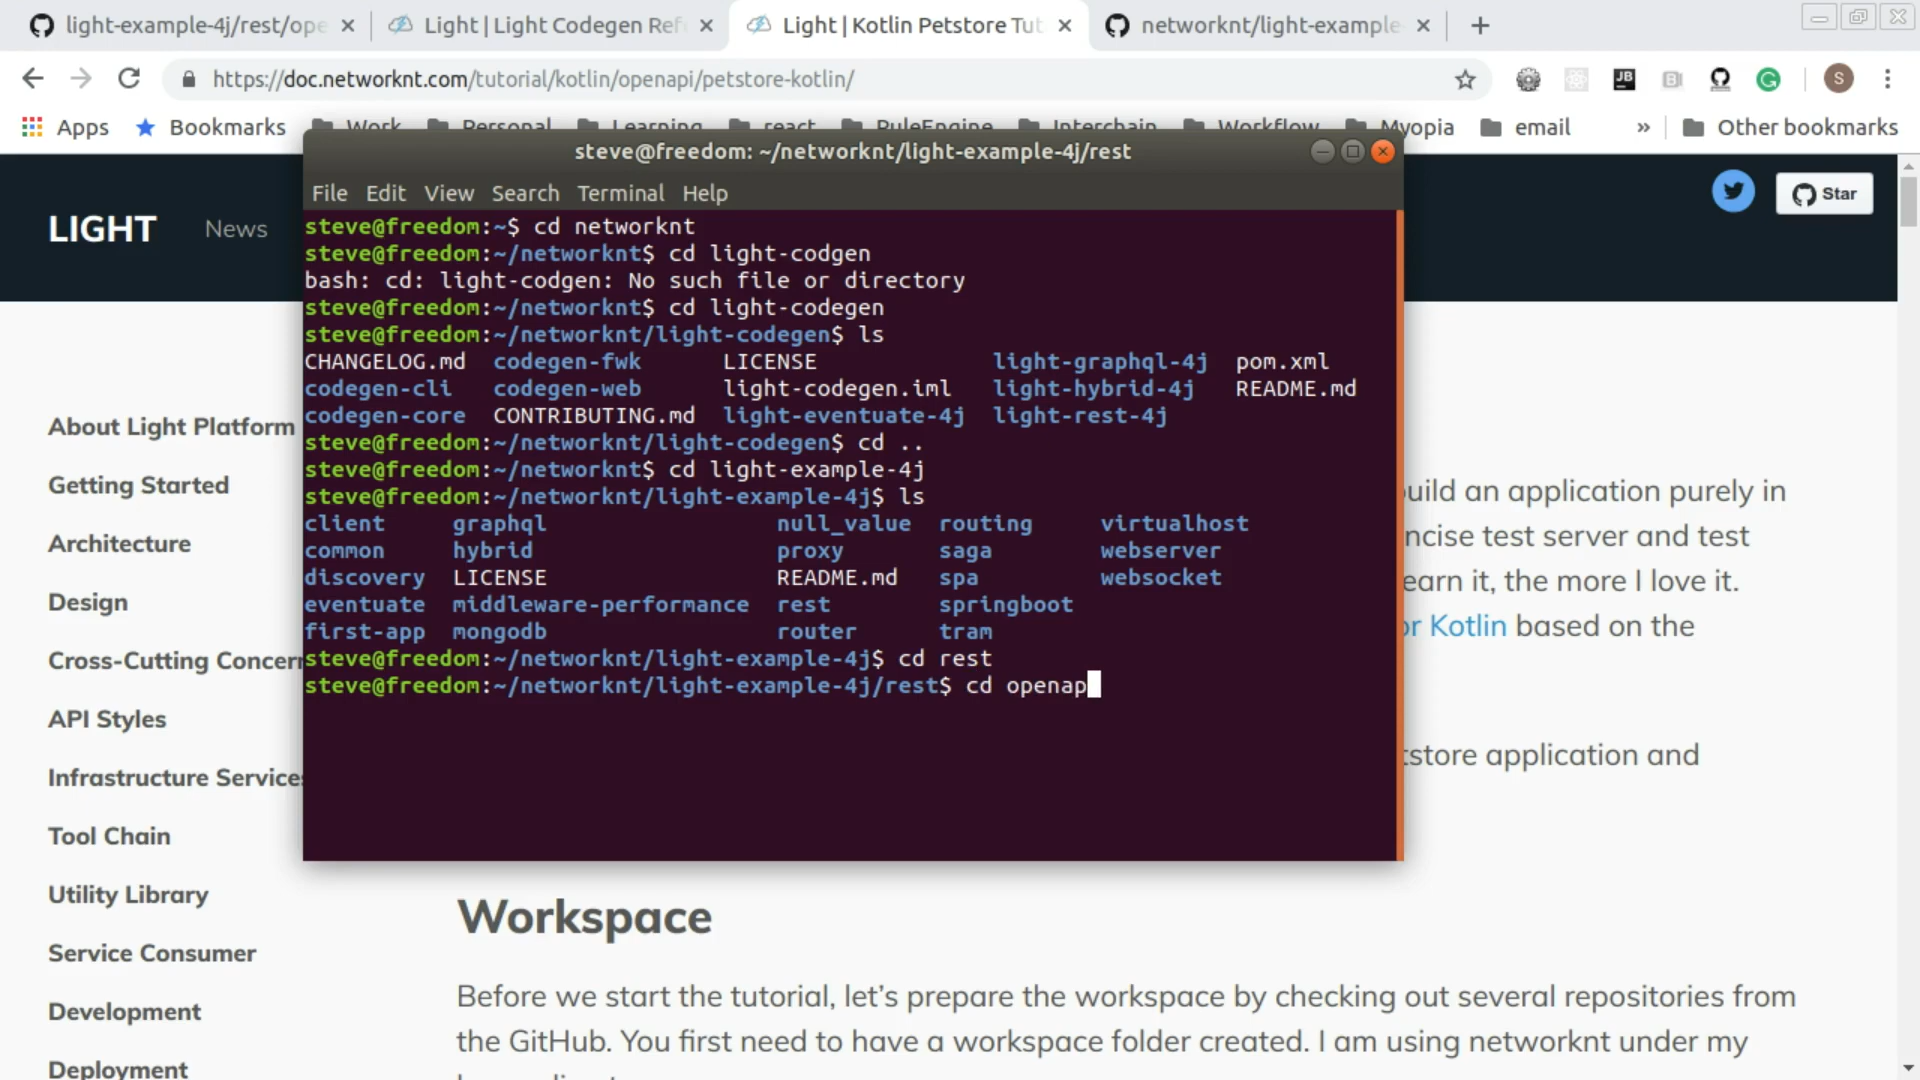 light-example-4j/rest/ope
Light | Light Codegen Ref
Light | Kotlin Petstore Tut
networknt/light-example-
https://doc.networknt.com/tutorial/kotlin/openapi/petstore-kotlin/
JB
S
Apps
Bookmarks
Work
Personal
Learning
react
RuleEngine
Interchain
Workflow
Myopia
email
»
Other bookmarks
steve@freedom: ~/networknt/light-example-4j/rest
File Edit View Search Terminal Help
LIGHT
News
Star
steve@freedom:~$ cd networknt
steve@freedom:~/networknt$ cd light-codgen
bash: cd: light-codgen: No such file or directory
steve@freedom:~/networknt$ cd light-codegen
steve@freedom:~/networknt/light-codegen$ ls
CHANGELOG.md codegen-fwk LICENSE light-graphql-4j pom.xml
codegen-cli codegen-web light-codegen.iml light-hybrid-4j README.md
codegen-core CONTRIBUTING.md light-eventuate-4j light-rest-4j
steve@freedom:~/networknt/light-codegen$ cd ..
steve@freedom:~/networknt$ cd light-example-4j
steve@freedom:~/networknt/light-example-4j$ ls
client graphql null_value routing virtualhost
common hybrid proxy saga webserver
discovery LICENSE README.md spa websocket
eventuate middleware-performance rest springboot
first-app mongodb router tram
steve@freedom:~/networknt/light-example-4j$ cd rest
steve@freedom:~/networknt/light-example-4j/rest$ cd openap
About Light Platform
Getting Started
Architecture
Design
Cross-Cutting Concern
API Styles
Infrastructure Services
Tool Chain
Utility Library
Service Consumer
Development
Deployment
uild an application purely in
ncise test server and test
earn it, the more I love it.
or Kotlin based on the
tstore application and
Workspace
Before we start the tutorial, let’s prepare the workspace by checking out several repositories from
the GitHub. You first need to have a workspace folder created. I am using networknt under my